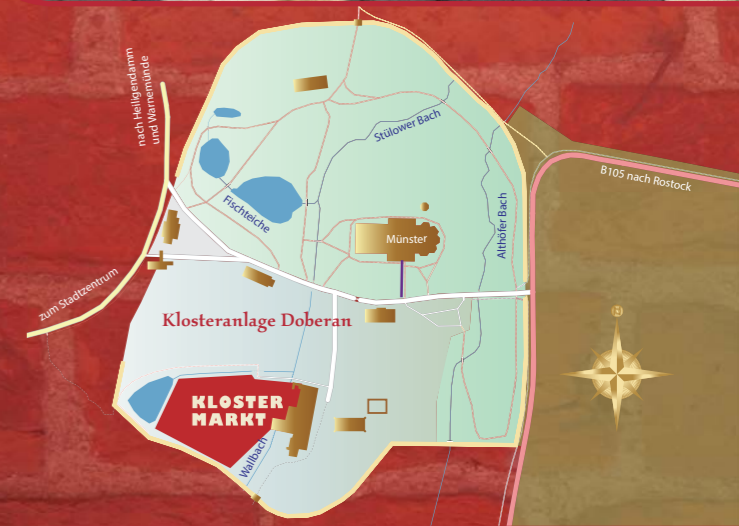 nach Heiligendamm
und Warnemünde
Stülower Bach
B105 nach Rostock
Fischteiche
Althöfer Bach
Münster
zum Stadtzentrum
N
Klosteranlage Doberan
KLOSTER
MARKT
Wallbach